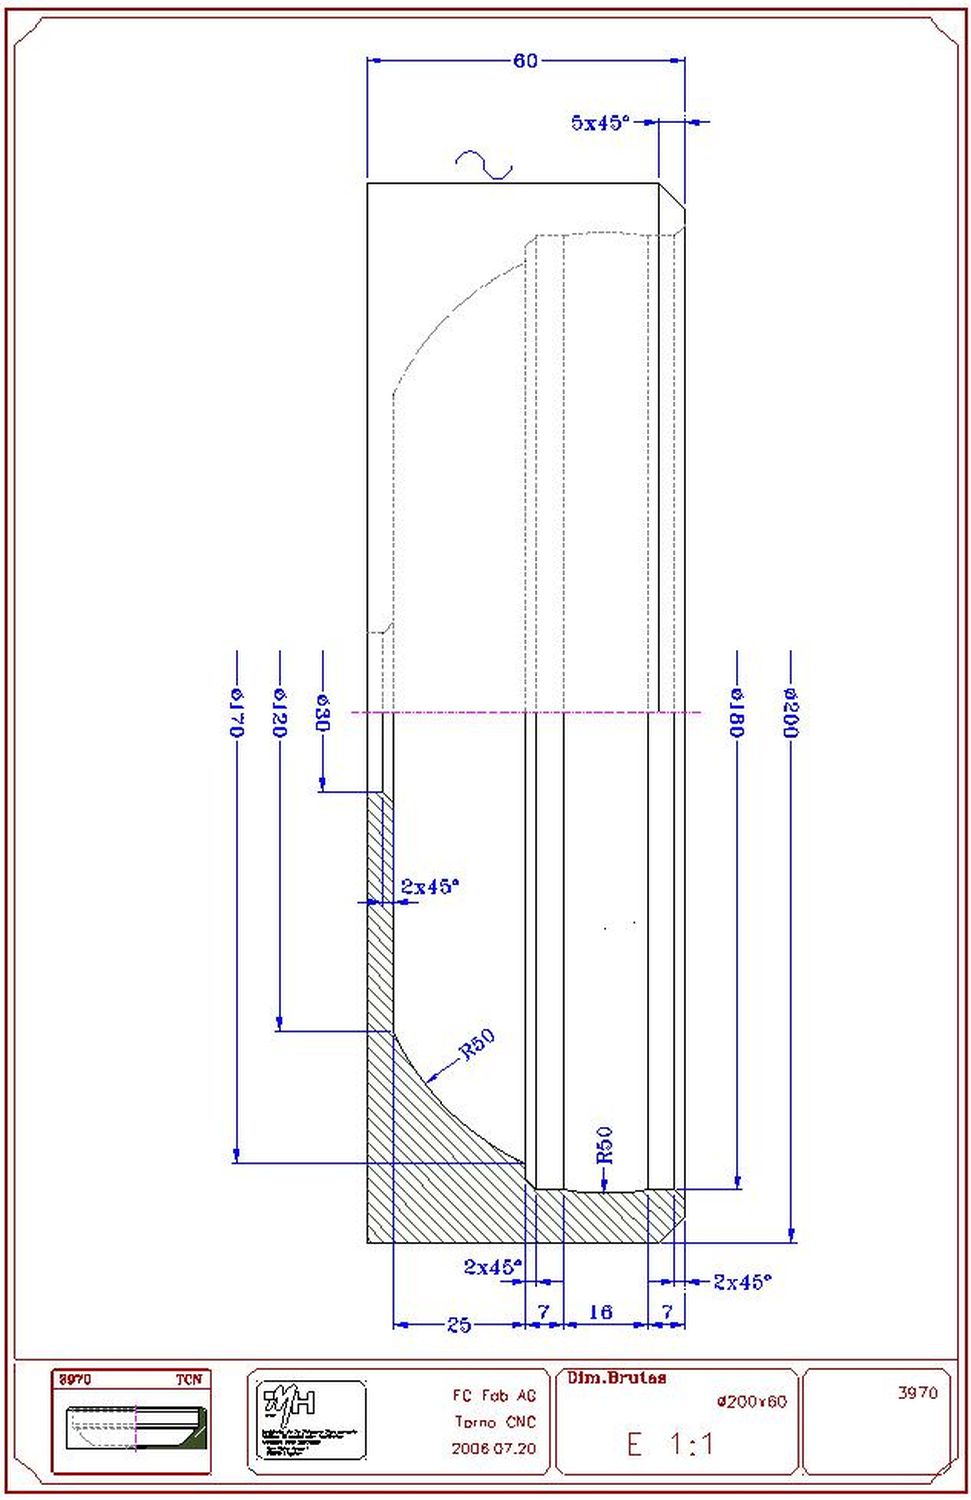 60
5x45°
ø170
ø120
ø30
ø180
ø200
2x45°
R50
R50
2x45°
2x45°
7
16
7
25
3970
TCN
FC Fab AG
Torno CNC
2006 07.20
Dim.Brutas
ø200x60
E 1:1
3970